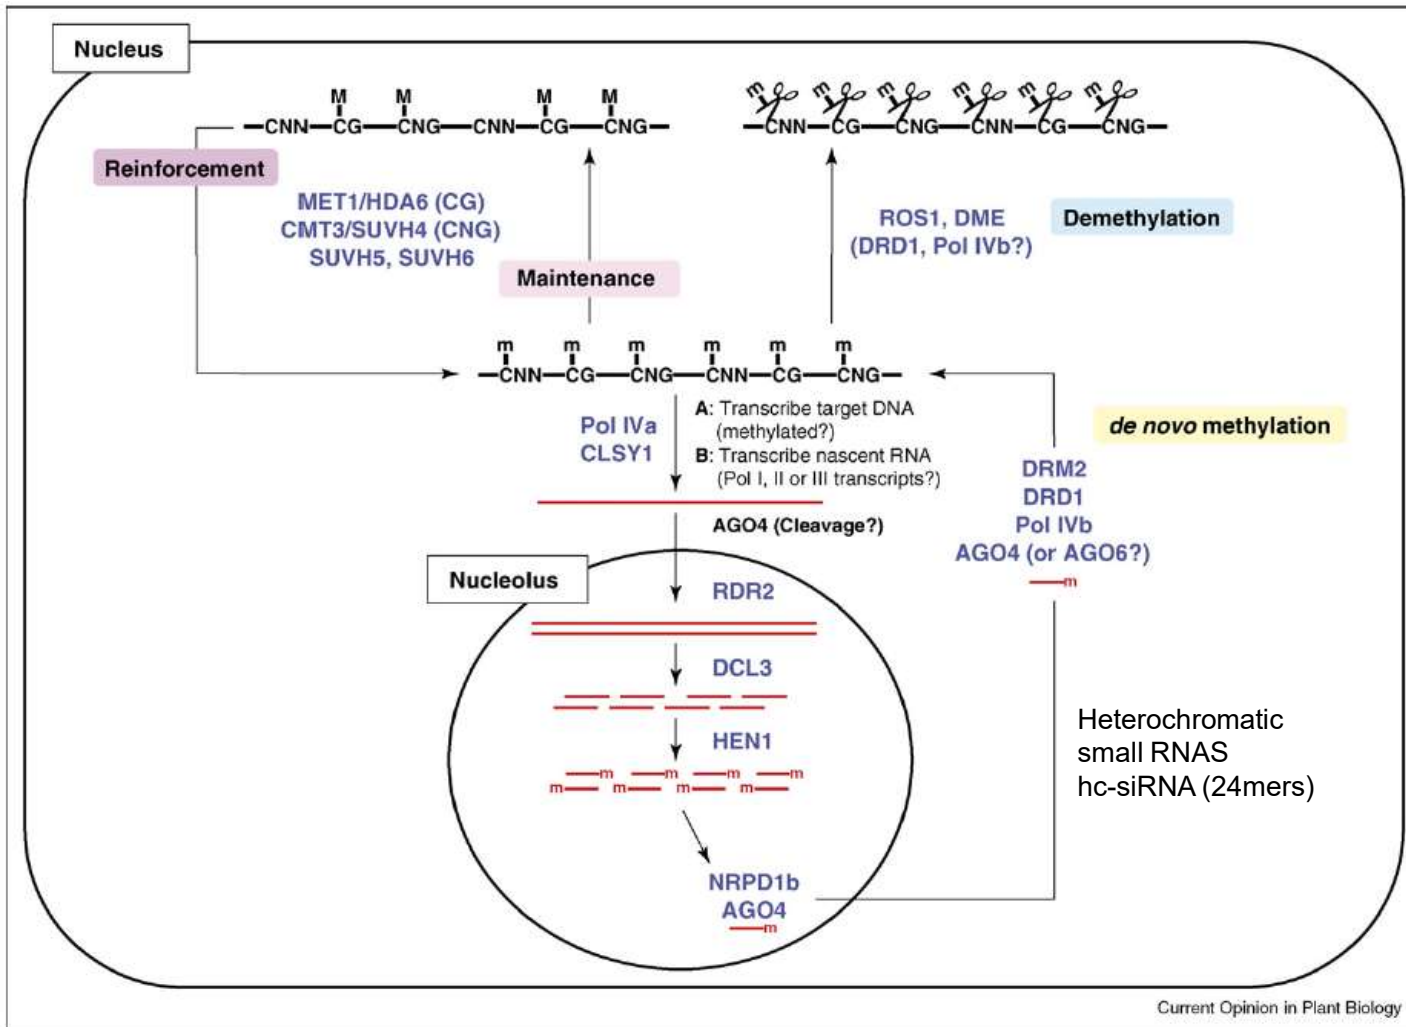 Nucleus
M M M M
CNN CG CNG CNN CG CNG
m m m m m m
CNN CG CNG CNN CG CNG
Reinforcement
MET1/HDA6 (CG)
CMT3/SUVH4 (CNG)
SUVH5, SUVH6
Maintenance
ROS1, DME
(DRD1, Pol IVb?)
Demethylation
m m m m m m
CNN CG CNG CNN CG CNG
Pol IVa
CLSY1
A: Transcribe target DNA
(methylated?)
B: Transcribe nascent RNA
(Pol I, II or III transcripts?)
AGO4 (Cleavage?)
de novo methylation
DRM2
DRD1
Pol IVb
AGO4 (or AGO6?)
m
Nucleolus
RDR2
DCL3
HEN1
m m m m
m m m m
NRPD1b
AGO4
m
Heterochromatic
small RNAS
hc-siRNA (24mers)
Current Opinion in Plant Biology